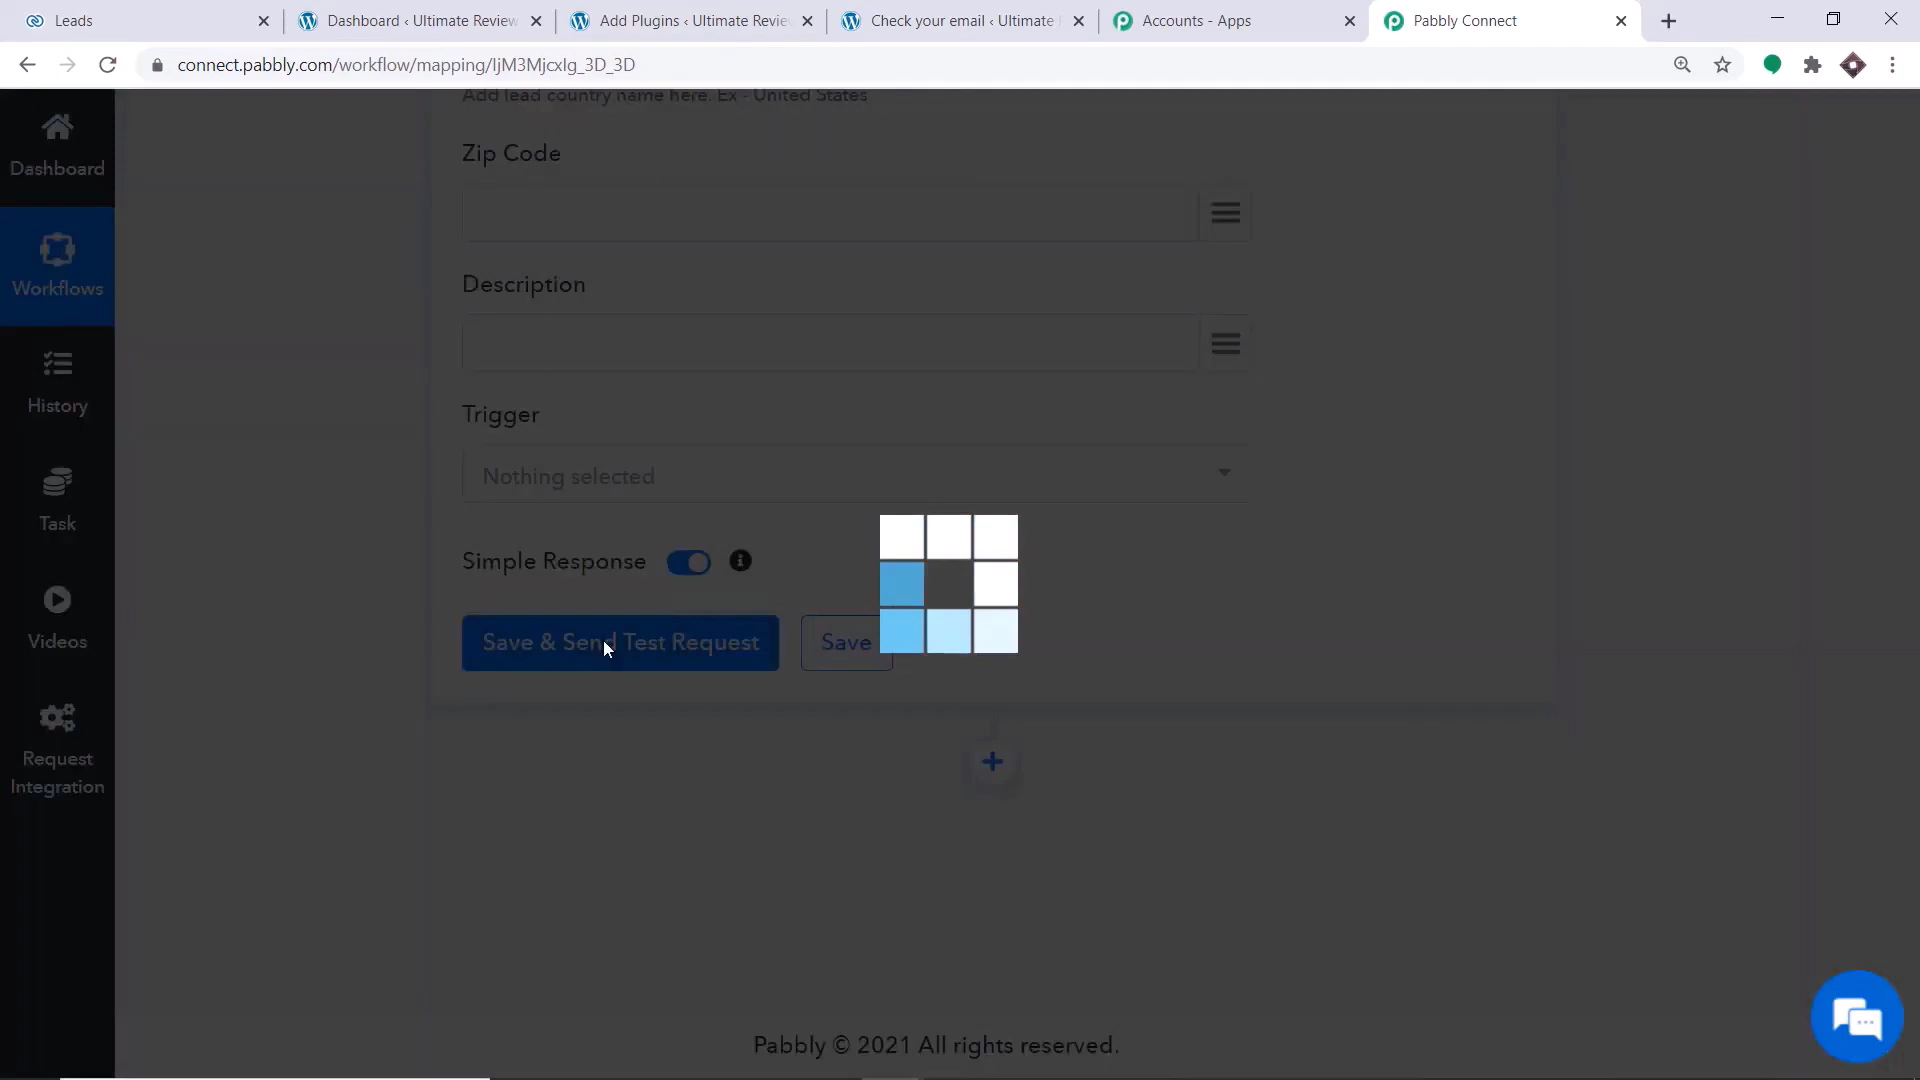 Leads
Dashboard ‹ Ultimate Review
Add Plugins ‹ Ultimate Revie
Check your email ‹ Ultimate
Accounts - Apps
Pabbly Connect
connect.pabbly.com/workflow/mapping/IjM3MjcxIg_3D_3D
Add lead country name here. Ex - United States
Dashboard
Zip Code
Workflows
Description
History
Trigger
Nothing selected
Task
Simple Response
Save & Send Test Request
Save
Videos
Request
Integration
Pabbly © 2021 All rights reserved.